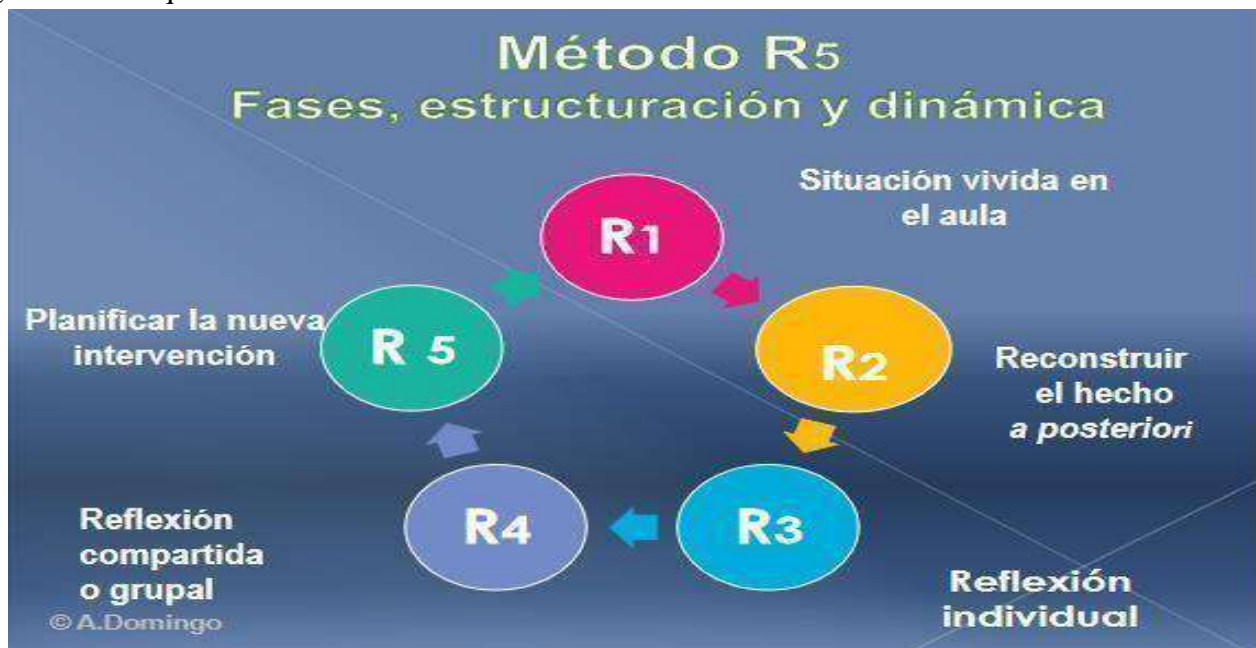 Método R5
Fases, estructuración y dinámica
Situación vivida en
el aula
R1
R2
Reconstruir
el hecho
a posteriori
R3
Reflexión
individual
R4
Reflexión
compartida
o grupal
R 5
Planificar la nueva
intervención
© A.Domingo